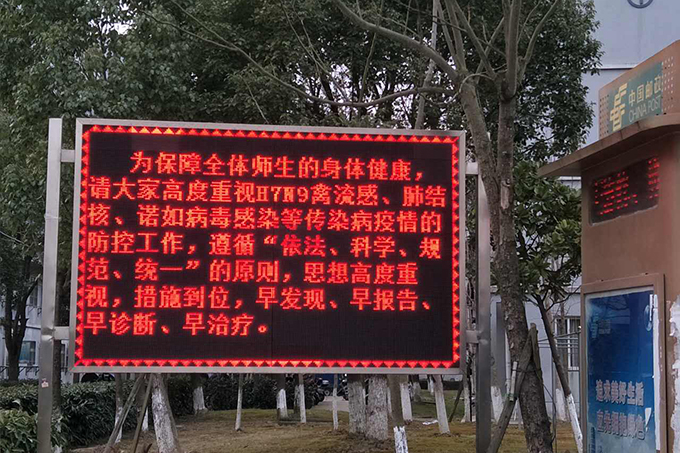 为保障全体师生的身体健康，
请大家高度重视H7N9禽流感、肺结
核、诺如病毒感染等传染病疫情的
防控工作，遵循“依法、科学、规
范、统一”的原则，思想高度重
视，措施到位，早发现、早报告、
早诊断、早治疗。
中国邮政
CHINA POST